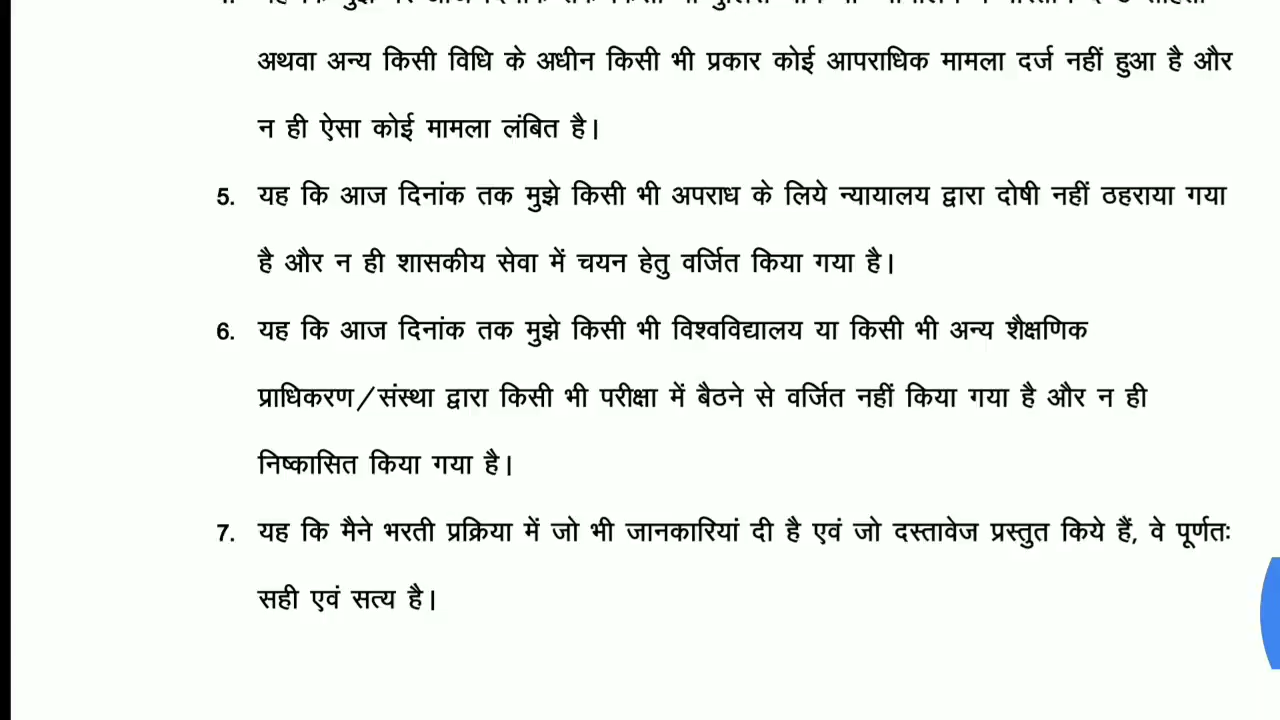 अथवा अन्य किसी विधि के अधीन किसी भी प्रकार कोई आपराधिक मामला दर्ज नहीं हुआ है और
न ही ऐसा कोई मामला लंबित है।
5. यह कि आज दिनांक तक मुझे किसी भी अपराध के लिये न्यायालय द्वारा दोषी नहीं ठहराया गया
है और न ही शासकीय सेवा में चयन हेतु वर्जित किया गया है।
6. यह कि आज दिनांक तक मुझे किसी भी विश्वविद्यालय या किसी भी अन्य शैक्षणिक
प्राधिकरण/संस्था द्वारा किसी भी परीक्षा में बैठने से वर्जित नहीं किया गया है और न ही
निष्कासित किया गया है।
7. यह कि मैने भरती प्रक्रिया में जो भी जानकारियां दी है एवं जो दस्तावेज प्रस्तुत किये हैं, वे पूर्णतः
सही एवं सत्य है।